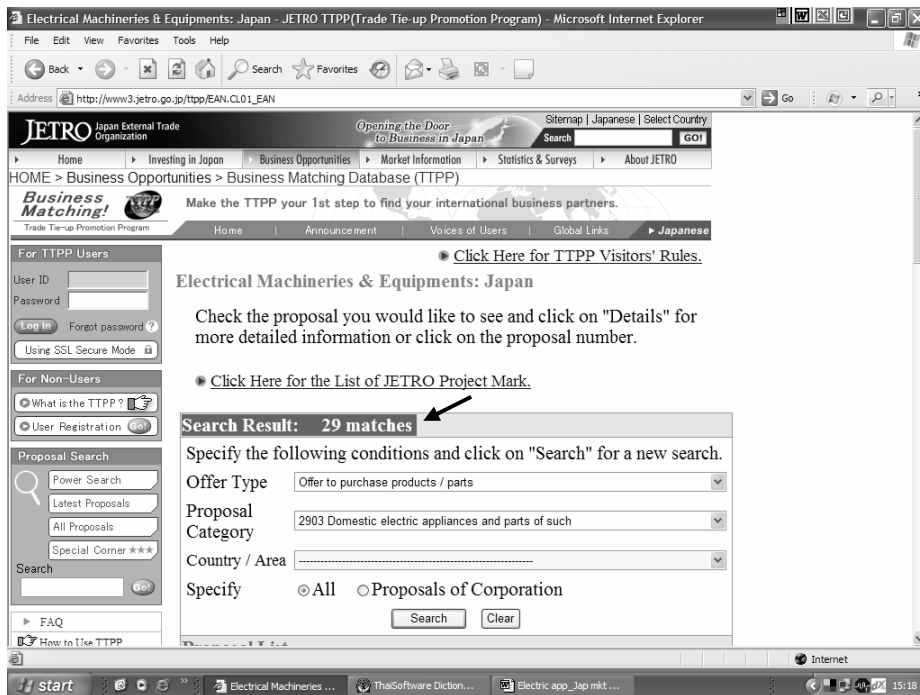 Electrical Machineries & Equipments: Japan - JETRO TTPP(Trade Tie-up Promotion Program) - Microsoft Internet Explorer
File Edit View Favorites Tools Help
Back Search Favorites
Address http://www3.jetro.go.jp/ttpp/EAN.CL01_EAN Go
JETRO Japan External Trade Organization
Opening the Door to Business in Japan
Sitemap | Japanese | Select Country
Search GO!
Home Investing in Japan Business Opportunities Market Information Statistics & Surveys About JETRO
HOME > Business Opportunities > Business Matching Database (TTPP)
Business Matching! TTPP
Trade Tie-up Promotion Program
Make the TTPP your 1st step to find your international business partners.
Home | Announcement | Voices of Users | Global Links Japanese
For TTPP Users
User ID
Password
Log In Forgot password ?
Using SSL Secure Mode
For Non-Users
What is the TTPP?
User Registration Go!
Proposal Search
Power Search
Latest Proposals
All Proposals
Special Corner ★★★
Search
Go!
FAQ
How to Use TTPP
Click Here for TTPP Visitors' Rules.
Electrical Machineries & Equipments: Japan
Check the proposal you would like to see and click on "Details" for
more detailed information or click on the proposal number.
Click Here for the List of JETRO Project Mark.
Search Result: 29 matches
Specify the following conditions and click on "Search" for a new search.
Offer Type Offer to purchase products / parts
Proposal Category 2903 Domestic electric appliances and parts of such
Country / Area ----------------------------------------------------------------
Specify All Proposals of Corporation
Search Clear
Proposal List
Internet
start Electrical Machineries ... ThaiSoftware Diction... Electric app_Jap mkt ... 15:18